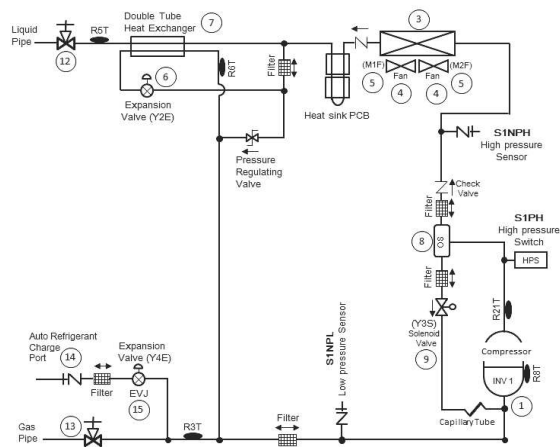 Double Tube
Heat Exchanger
7
Liquid
Pipe
R5T
12
6
Expansion
Valve (Y2E)
R6T
Filter
Heat sink PCB
3
(M1F)
Fan
Fan
(M2F)
5
4
4
5
Pressure
Regulating
Valve
S1NPH
High pressure
Sensor
Check
Valve
Filter
8
OS
S1PH
High pressure
Switch
HPS
Filter
R21T
(Y3S)
Solenoid
Valve
9
Compressor
INV 1
R8T
1
Capillary Tube
S1NPL
Low pressure Sensor
Auto Refrigerant
Charge
Port
14
Expansion
Valve (Y4E)
Filter
EVJ
15
Gas
Pipe
13
R3T
Filter